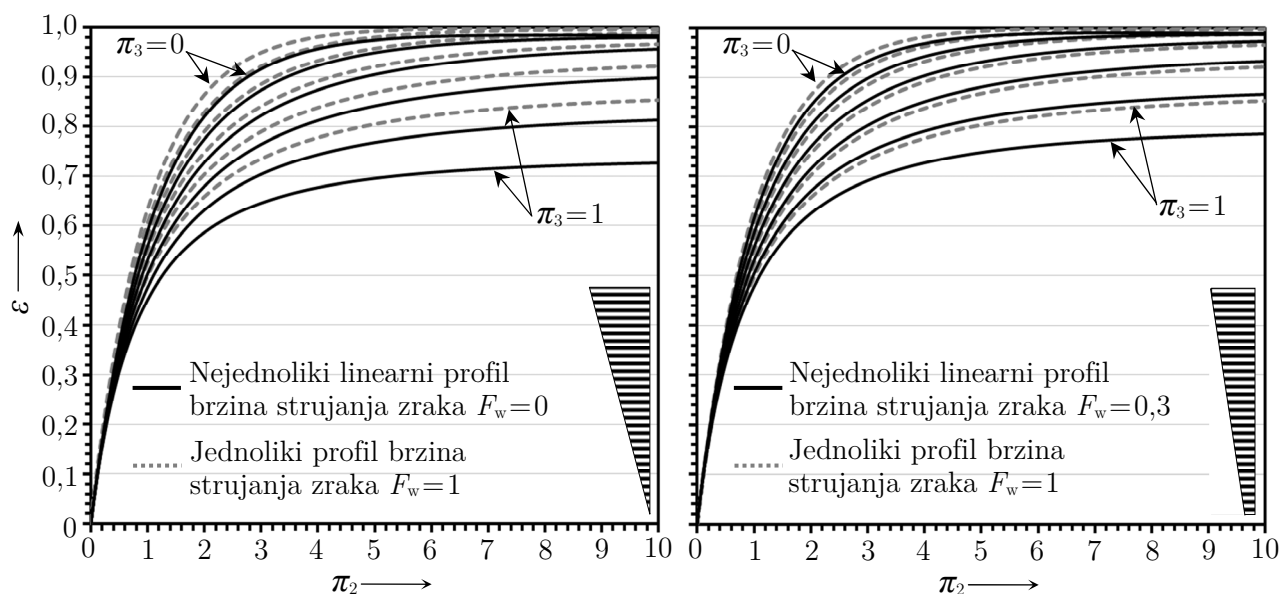 1,0
0,9
0,8
0,7
0,6
0,5
0,4
0,3
0,2
0,1
0
ε
π₃=0
π₃=1
Nejednoliki linearni profil
brzina strujanja zraka F_w=0
Jednoliki profil brzina
strujanja zraka F_w=1
0 1 2 3 4 5 6 7 8 9 10
π₂
π₃=0
π₃=1
Nejednoliki linearni profil
brzina strujanja zraka F_w=0,3
Jednoliki profil brzina
strujanja zraka F_w=1
0 1 2 3 4 5 6 7 8 9 10
π₂